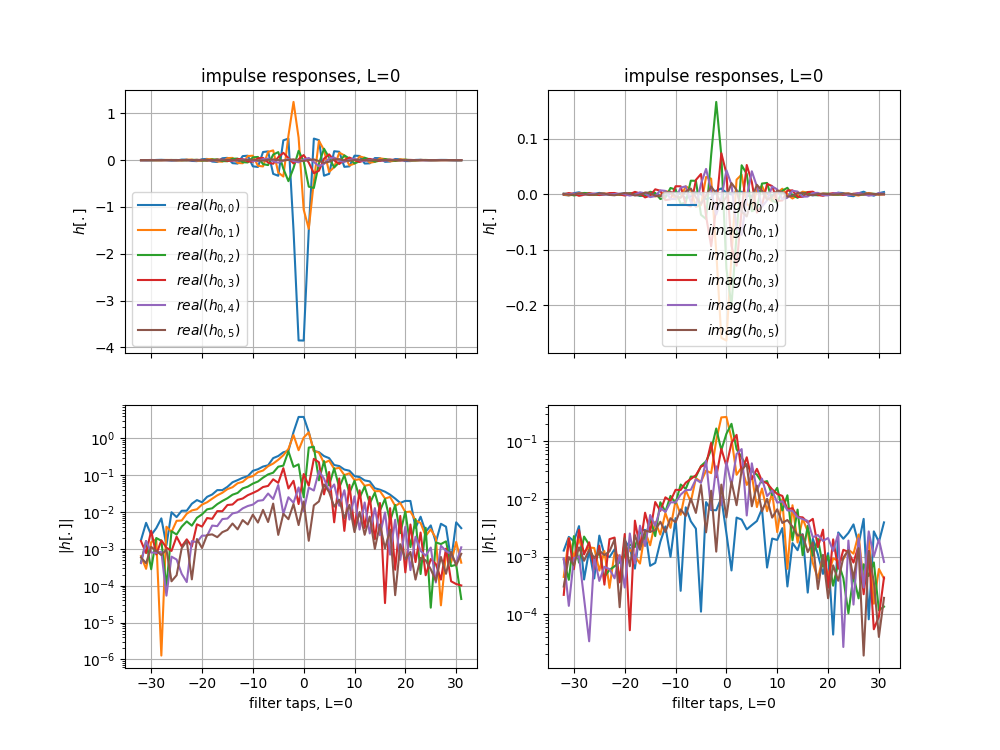 impulse responses, L=0
1
0
−1
−2
−3
−4
h[.]
real(h0,0)
real(h0,1)
real(h0,2)
real(h0,3)
real(h0,4)
real(h0,5)
impulse responses, L=0
0.1
0.0
−0.1
−0.2
h[.]
imag(h0,0)
imag(h0,1)
imag(h0,2)
imag(h0,3)
imag(h0,4)
imag(h0,5)
10^0
10^−1
10^−2
10^−3
10^−4
10^−5
10^−6
|h[.]|
−30 −20 −10 0 10 20 30
filter taps, L=0
10^−1
10^−2
10^−3
10^−4
|h[.]|
−30 −20 −10 0 10 20 30
filter taps, L=0